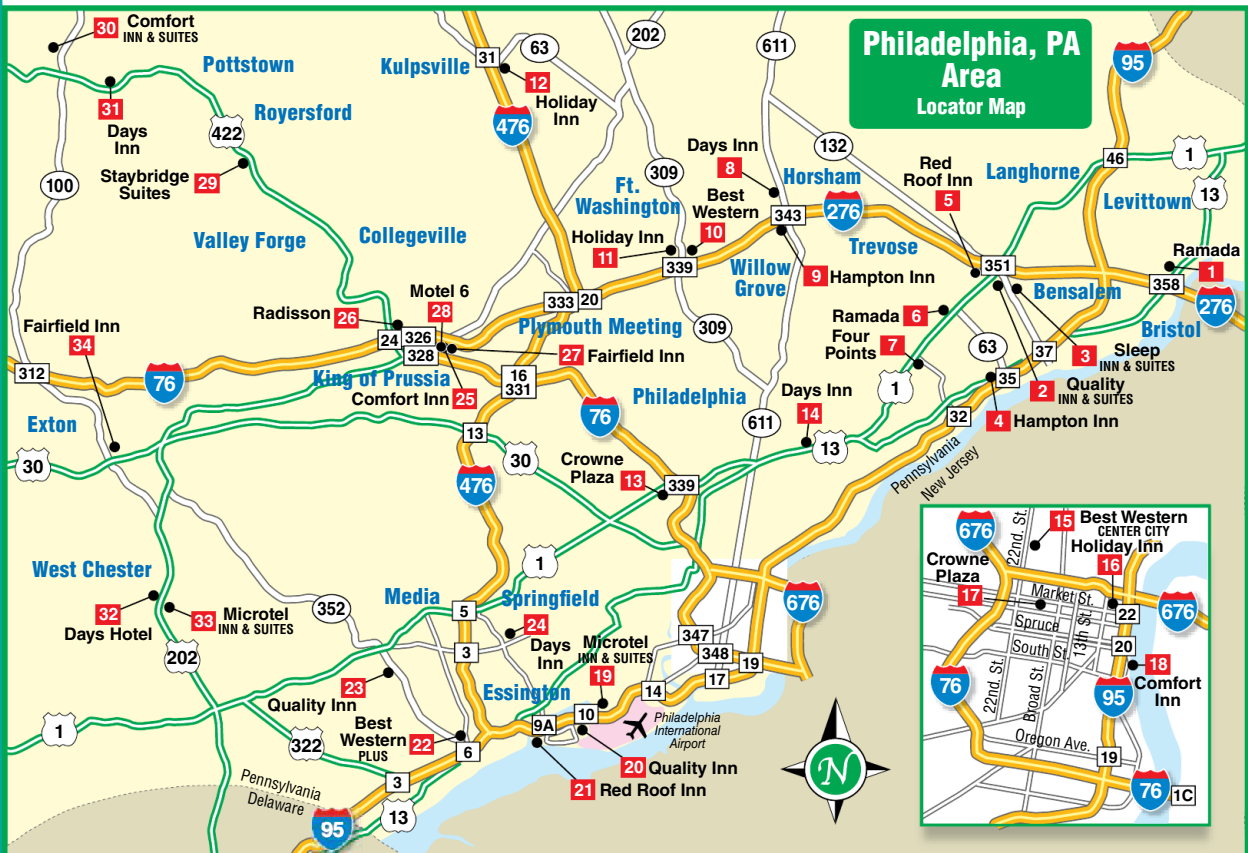 Philadelphia, PA
Area
Locator Map
30 Comfort
INN & SUITES
Pottstown
31
Days
Inn
Royersford
422
Staybridge
Suites 29
100
Valley Forge
Collegeville
Kulpsville
31
63
12
Holiday
Inn
476
202
611
309
Ft.
Washington
Days Inn
8
Horsham
132
Best
Western
10
Holiday Inn
11
339
343
276
Willow
Grove
9 Hampton Inn
Trevose
Red
Roof Inn
5
Langhorne
95
46
1
13
Levittown
Ramada
1
351
358
276
Bensalem
Bristol
Ramada 6
Four
Points 7
63
37
3 Sleep
INN & SUITES
2 Quality
INN & SUITES
35
4 Hampton Inn
32
1
Motel 6
28
Radisson 26
24
326
328
333
20
Plymouth Meeting
27 Fairfield Inn
King of Prussia
Comfort Inn 25
16
331
309
Fairfield Inn
34
312
76
76
Philadelphia
Days Inn
14
611
13
Exton
30
13
30
476
Crowne
Plaza 13
339
Pennsylvania
New Jersey
West Chester
32
Days Hotel
33 Microtel
INN & SUITES
352
Media
5
Springfield
1
24
Days
Inn
3
676
202
Microtel
INN & SUITES
19
347
348
19
17
14
Essington
10
9A
Philadelphia
International
Airport
23
Quality Inn
Best
Western
PLUS
22
6
20 Quality Inn
21 Red Roof Inn
1
322
3
Pennsylvania
Delaware
95
13
N
676
22nd. St.
15 Best Western
CENTER CITY
Holiday Inn
16
Crowne
Plaza
17
Market St.
22
676
Spruce
13th St.
South St.
20
18
Comfort
Inn
76
22nd. St.
Broad St.
95
Oregon Ave.
19
76
1C